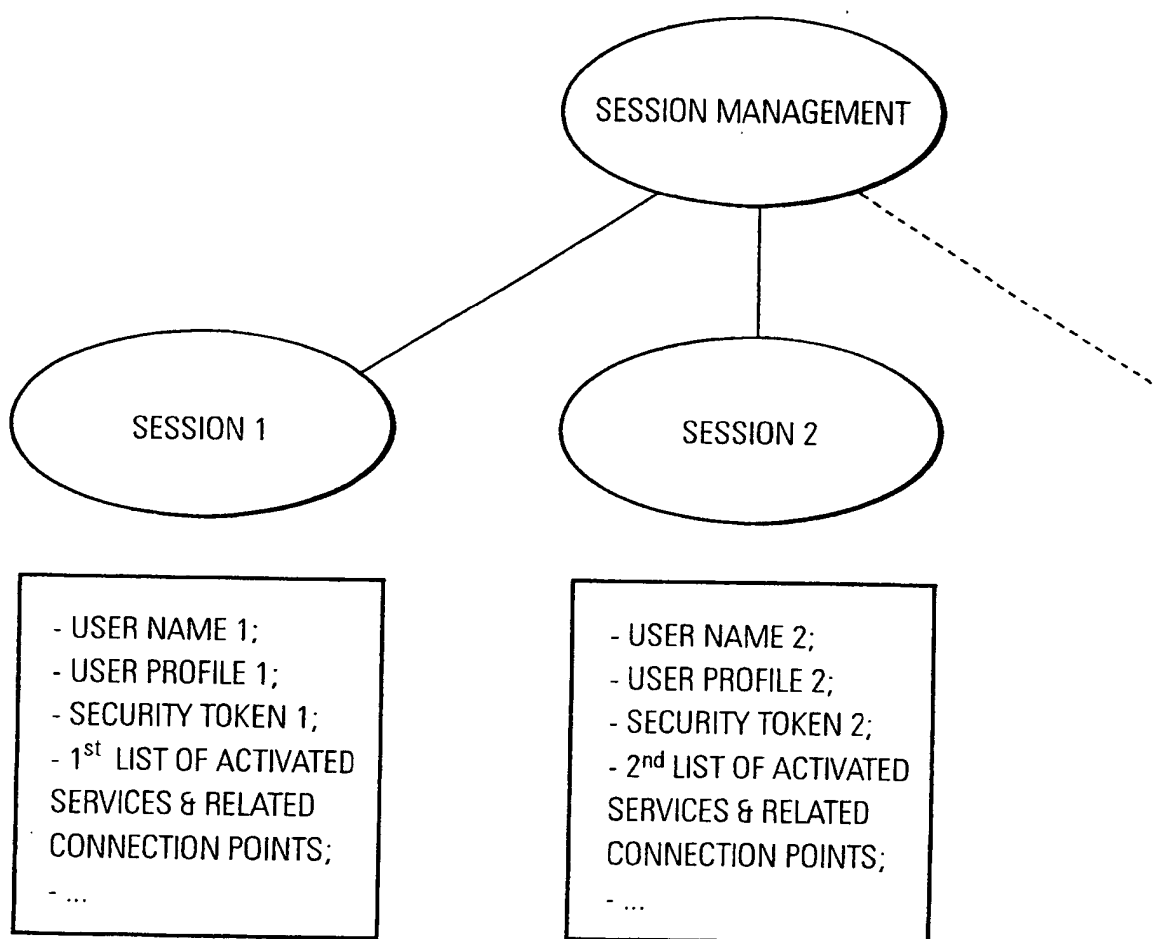 SESSION MANAGEMENT
SESSION 1
SESSION 2
- USER NAME 1;
- USER PROFILE 1;
- SECURITY TOKEN 1;
- 1st LIST OF ACTIVATED
SERVICES & RELATED
CONNECTION POINTS;
- ...
- USER NAME 2;
- USER PROFILE 2;
- SECURITY TOKEN 2;
- 2nd LIST OF ACTIVATED
SERVICES & RELATED
CONNECTION POINTS;
- ...